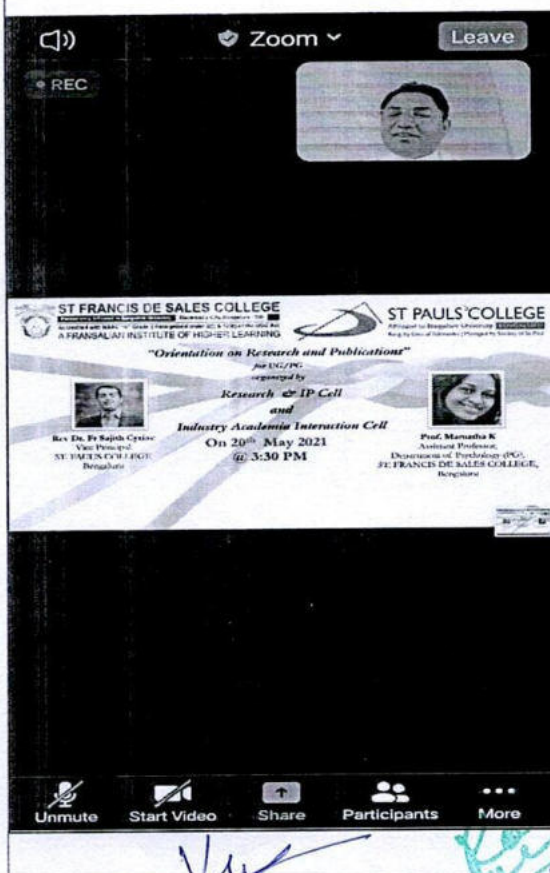 Zoom
Leave
REC
ST FRANCIS DE SALES COLLEGE
A FRANSALIAN INSTITUTE OF HIGHER LEARNING
ST PAULS COLLEGE
"Orientation on Research and Publications"
for UG/PG
organized by
Research & IP Cell
and
Industry Academia Interaction Cell
On 20th May 2021
@ 3:30 PM
Rev Dr. Fr Sajith Cyriac
Vice Principal,
ST. PAULS COLLEGE
Bengaluru
Prof. Mamatha K
Assistant Professor,
Department of Psychology (PG),
ST. FRANCIS DE SALES COLLEGE,
Bengaluru
Unmute
Start Video
Share
Participants
More